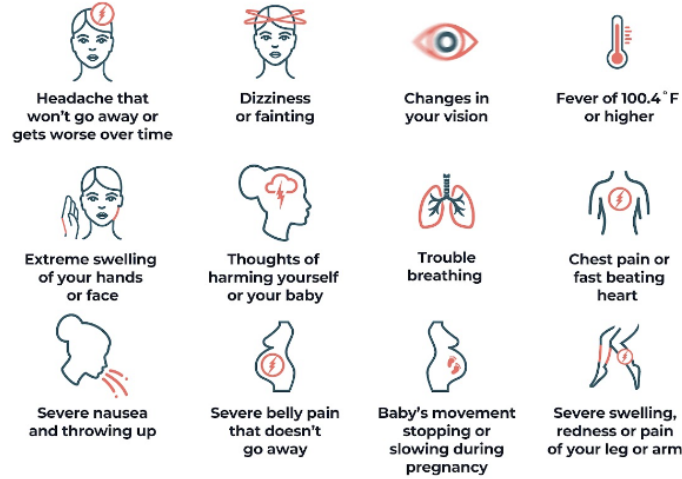 Headache that
won't go away or
gets worse over time
Dizziness
or fainting
Changes in
your vision
Fever of 100.4°F
or higher
Extreme swelling
of your hands
or face
Thoughts of
harming yourself
or your baby
Trouble
breathing
Chest pain or
fast beating
heart
Severe nausea
and throwing up
Severe belly pain
that doesn't
go away
Baby's movement
stopping or
slowing during
pregnancy
Severe swelling,
redness or pain
of your leg or arm